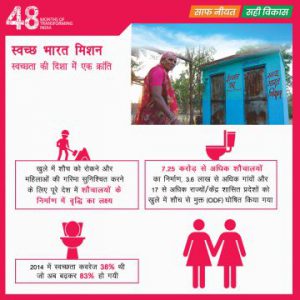 48
MONTHS OF
TRANSFORMING
INDIA
साफ नीयत
सही विकास
स्वच्छ भारत मिशन
स्वच्छता की दिशा में एक क्रांति
खुले में शौच को रोकने और
महिलाओं की गरिमा सुनिश्चित करने
के लिए पूरे देश में शौचालयों के
निर्माण में वृद्धि का लक्ष्य
7.25 करोड़ से अधिक शौचालयों
का निर्माण, 3.6 लाख से अधिक गांवों और
17 से अधिक राज्यों/केंद्र शासित प्रदेशों को
खुले में शौच से मुक्त (ODF) घोषित किया गया
2014 में स्वच्छता कवरेज 38% थी
जो अब बढ़कर 83% हो गयी